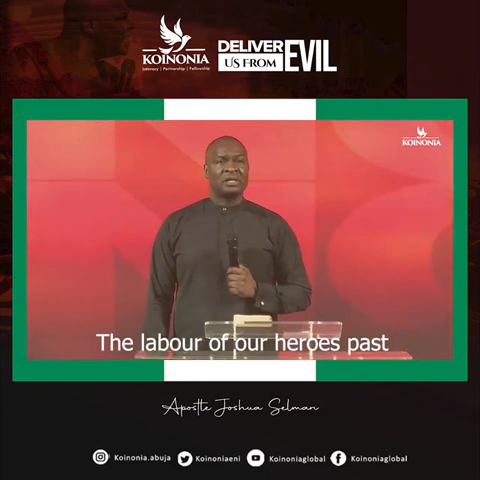 KOINONIA
Intimacy | Partnership | Fellowship
DELIVER
US FROM
EVIL
KOINONIA
The labour of our heroes past
Apostle Joshua Selman
Koinonia.abuja
Koinoniaeni
Koinoniaglobal
Koinoniaglobal